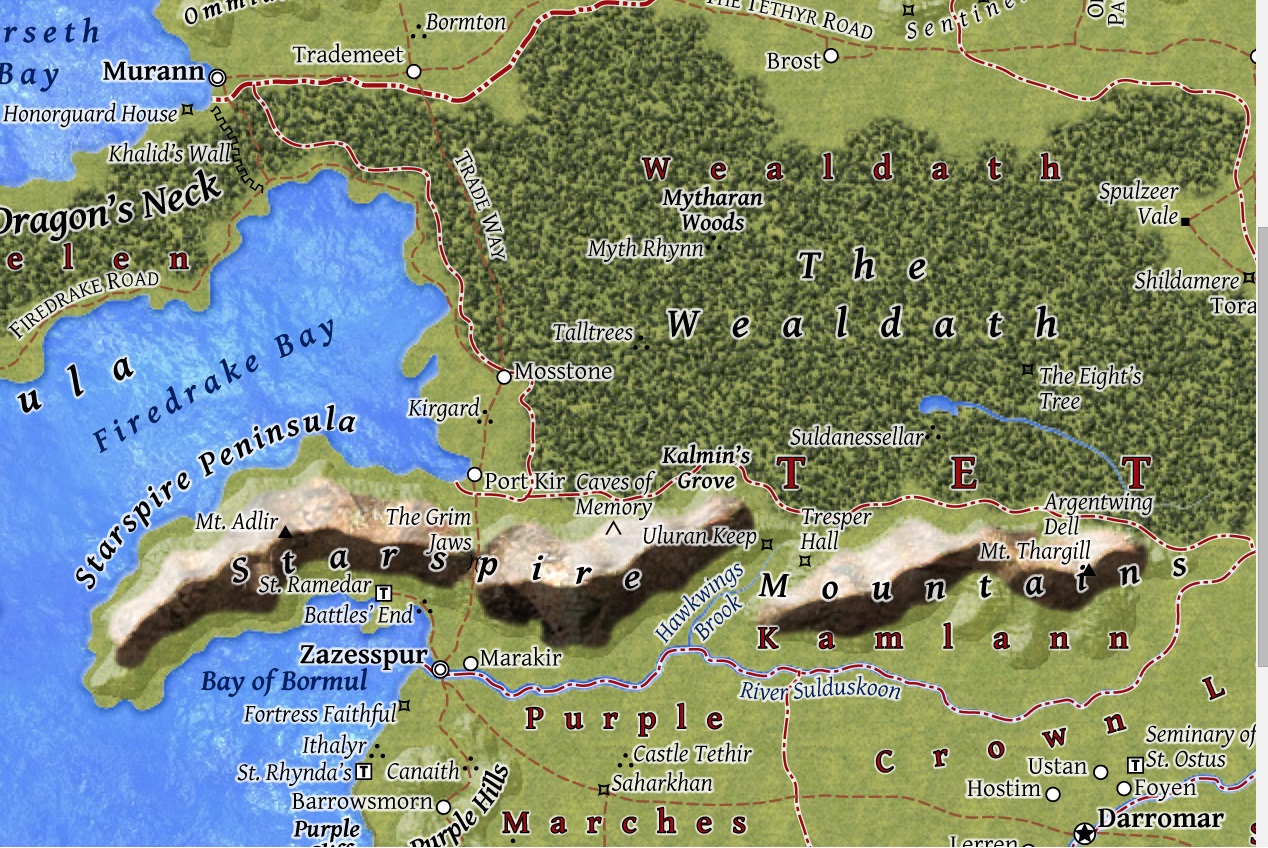 Ommli
Bormton
THE TETHYR ROAD
Sentinel
rseth
Bay
Murann
Trademeet
Brost
Honorguard House
Khalid's Wall
TRADE WAY
Wealdath
Mytharan
Woods
Spulzeer
Vale
Dragon's Neck
Myth Rhynn
The
elen
FIREDRAKE ROAD
Shildamere
Tora
Wealdath
Talltrees
Firedrake Bay
ula
Mosstone
The Eight's
Tree
Kirgard
Starspire Peninsula
Suldanessellar
Kalmin's
Grove
TET
Port Kir
Caves of
Memory
Argentwing
Dell
Mt. Adlir
The Grim
Jaws
Uluran Keep
Tresper
Hall
Mt. Thargill
Starspire Mountains
St. Ramedar
T
Battles' End
Hawkwings
Brook
Kamlann
Zazesspur
Marakir
Bay of Bormul
River Sulduskoon
L
Fortress Faithful
Purple
Crown
Seminary of
St. Ostus
T
Ithalyr
Castle Tethir
St. Rhynda's
T
Canaith
Saharkhan
Ustan
Hostim
Foyen
Barrowsmorn
Purple Hills
Marches
Darromar
Purple
Lerren